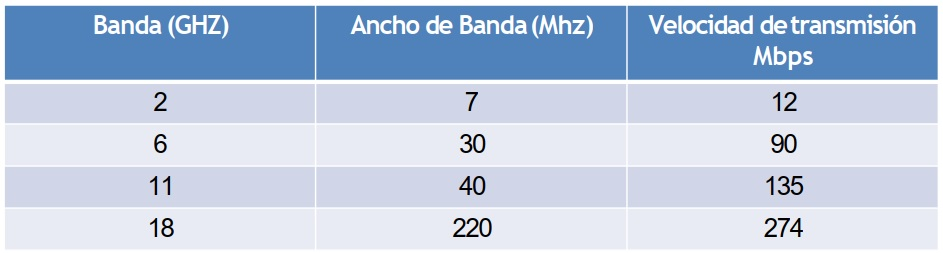 Banda (GHZ) Ancho de Banda (Mhz) Velocidad de transmisión
Mbps
2 7 12
6 30 90
11 40 135
18 220 274